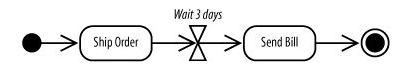 Wait 3 days
Ship Order
Send Bill